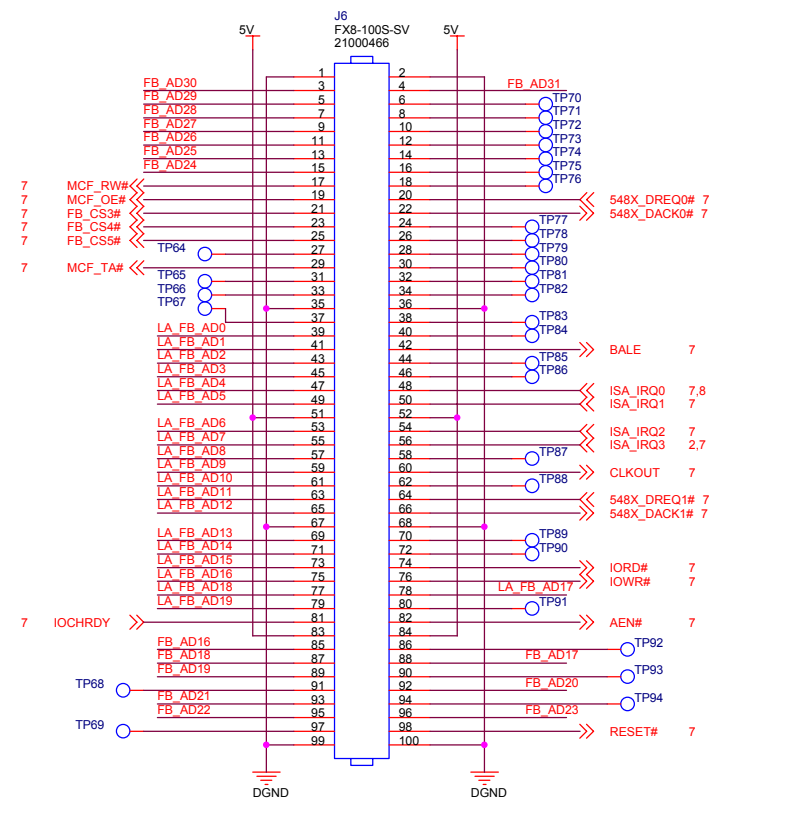 J6
5V FX8-100S-SV 5V
21000466
1 2
FB_AD30 3 4 FB_AD31
FB_AD29 5 6 TP70
FB_AD28 7 8 TP71
FB_AD27 9 10 TP72
FB_AD26 11 12 TP73
FB_AD25 13 14 TP74
FB_AD24 15 16 TP75
7 MCF_RW# 17 18 TP76
7 MCF_OE# 19 20 548X_DREQ0# 7
7 FB_CS3# 21 22 548X_DACK0# 7
7 FB_CS4# 23 24 TP77
7 FB_CS5# 25 26 TP78
TP64 27 28 TP79
7 MCF_TA# 29 30 TP80
TP65 31 32 TP81
TP66 33 34 TP82
TP67 35 36
37 38 TP83
LA_FB_AD0 39 40 TP84
LA_FB_AD1 41 42 BALE 7
LA_FB_AD2 43 44 TP85
LA_FB_AD3 45 46 TP86
LA_FB_AD4 47 48 ISA_IRQ0 7,8
LA_FB_AD5 49 50 ISA_IRQ1 7
51 52
LA_FB_AD6 53 54 ISA_IRQ2 7
LA_FB_AD7 55 56 ISA_IRQ3 2,7
LA_FB_AD8 57 58 TP87
LA_FB_AD9 59 60 CLKOUT 7
LA_FB_AD10 61 62 TP88
LA_FB_AD11 63 64 548X_DREQ1# 7
LA_FB_AD12 65 66 548X_DACK1# 7
67 68
LA_FB_AD13 69 70 TP89
LA_FB_AD14 71 72 TP90
LA_FB_AD15 73 74 IORD# 7
LA_FB_AD16 75 76 IOWR# 7
LA_FB_AD18 77 78 LA_FB_AD17
LA_FB_AD19 79 80 TP91
7 IOCHRDY 81 82 AEN# 7
83 84
FB_AD16 85 86 TP92
FB_AD18 87 88 FB_AD17
FB_AD19 89 90 TP93
TP68 91 92 FB_AD20
FB_AD21 93 94 TP94
FB_AD22 95 96 FB_AD23
TP69 97 98 RESET# 7
99 100
DGND DGND